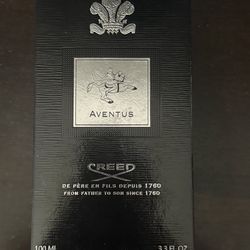 AVENTUS
CREED
DE PÈRE EN FILS DEPUIS 1760
FROM FATHER TO SON SINCE 1760
100 ML 3.3 FL.OZ